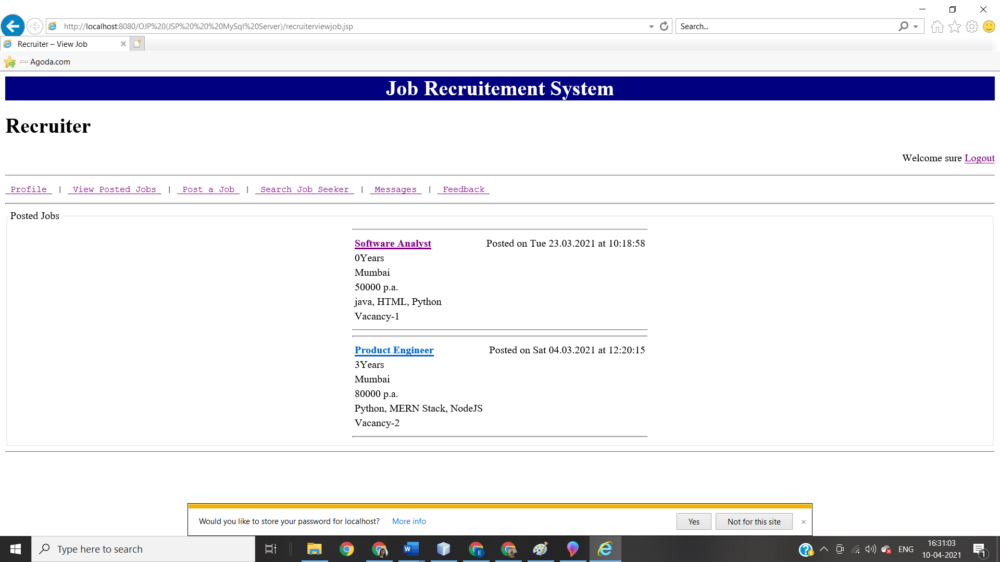 http://localhost:8080/OJP%20(JSP%20%20%20MySql%20Server)/recruiterviewjob.jsp
Search...
Recruiter – View Job
Agoda.com
Job Recruitement System
Recruiter
Welcome sure Logout
Profile | View Posted Jobs | Post a Job | Search Job Seeker | Messages | Feedback
Posted Jobs
Software Analyst Posted on Tue 23.03.2021 at 10:18:58
0Years
Mumbai
50000 p.a.
java, HTML, Python
Vacancy-1
Product Engineer Posted on Sat 04.03.2021 at 12:20:15
3Years
Mumbai
80000 p.a.
Python, MERN Stack, NodeJS
Vacancy-2
Would you like to store your password for localhost? More info Yes Not for this site
Type here to search
ENG
16:31:03
10-04-2021
1